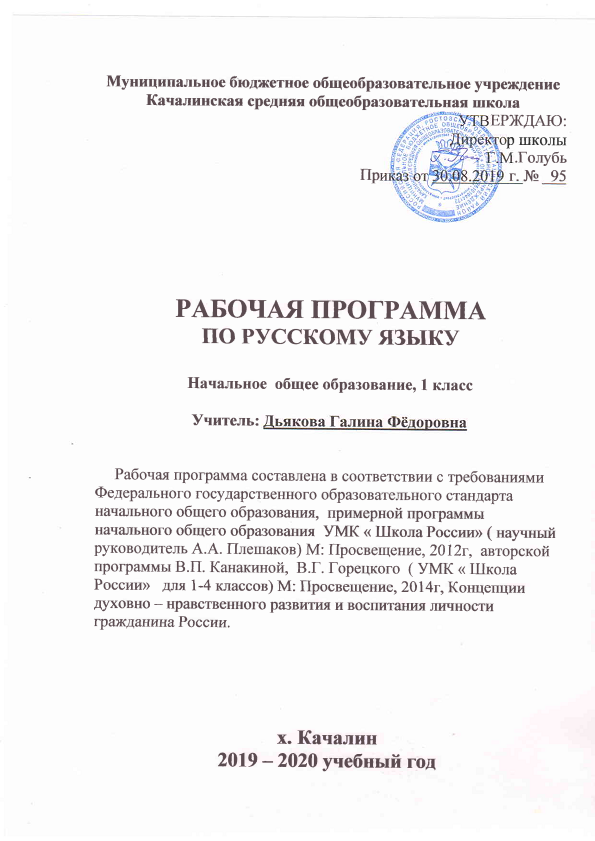 Муниципальное бюджетное общеобразовательное учреждение
Качалинская средняя общеобразовательная школа
УТВЕРЖДАЮ:
Директор школы
Г.М.Голубь
Приказ от 30.08.2019 г. № 95
РАБОЧАЯ ПРОГРАММА
ПО РУССКОМУ ЯЗЫКУ
Начальное общее образование, 1 класс
Учитель: Дьякова Галина Фёдоровна
Рабочая программа составлена в соответствии с требованиями
Федерального государственного образовательного стандарта
начального общего образования, примерной программы
начального общего образования УМК « Школа России» ( научный
руководитель А.А. Плешаков) М: Просвещение, 2012г, авторской
программы В.П. Канакиной, В.Г. Горецкого ( УМК « Школа
России» для 1-4 классов) М: Просвещение, 2014г, Концепции
духовно – нравственного развития и воспитания личности
гражданина России.
х. Качалин
2019 – 2020 учебный год